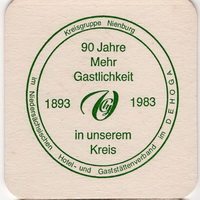 Kreisgruppe Nienburg
90 Jahre
Mehr
Gastlichkeit
1893
1983
in unserem
Kreis
im Niedersächsischen Hotel- und Gaststättenverband im DEHOGA